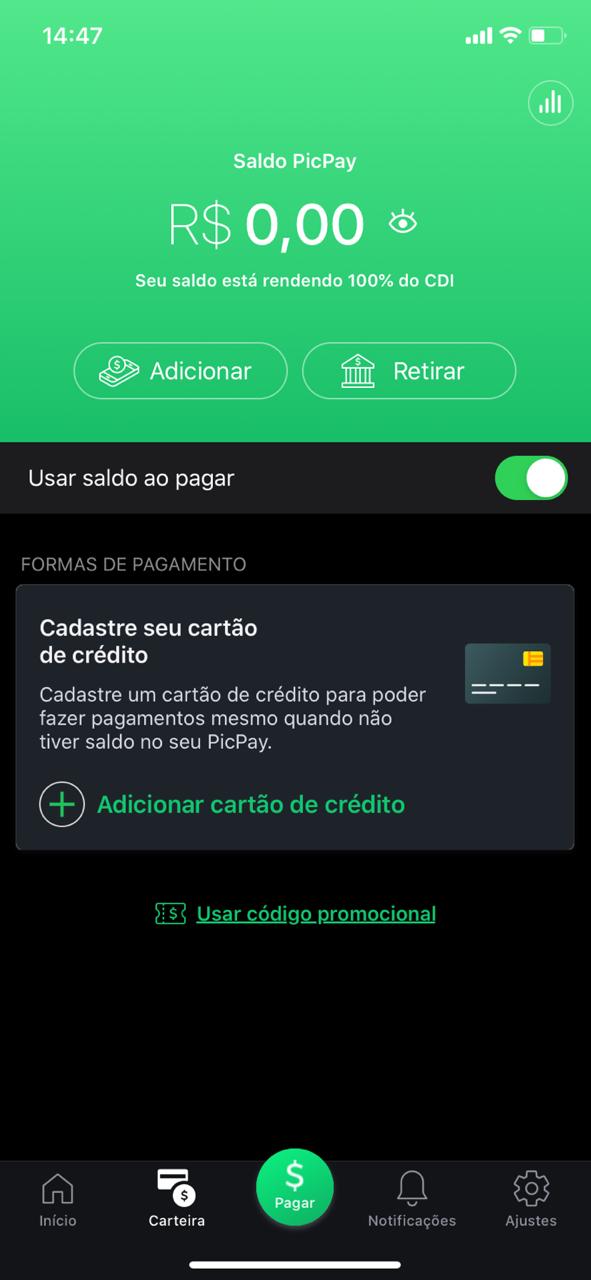 14:47
Saldo PicPay
R$ 0,00
Seu saldo está rendendo 100% do CDI
Adicionar
Retirar
Usar saldo ao pagar
FORMAS DE PAGAMENTO
Cadastre seu cartão
de crédito
Cadastre um cartão de crédito para poder
fazer pagamentos mesmo quando não
tiver saldo no seu PicPay.
Adicionar cartão de crédito
Usar código promocional
Início
Carteira
Pagar
Notificações
Ajustes